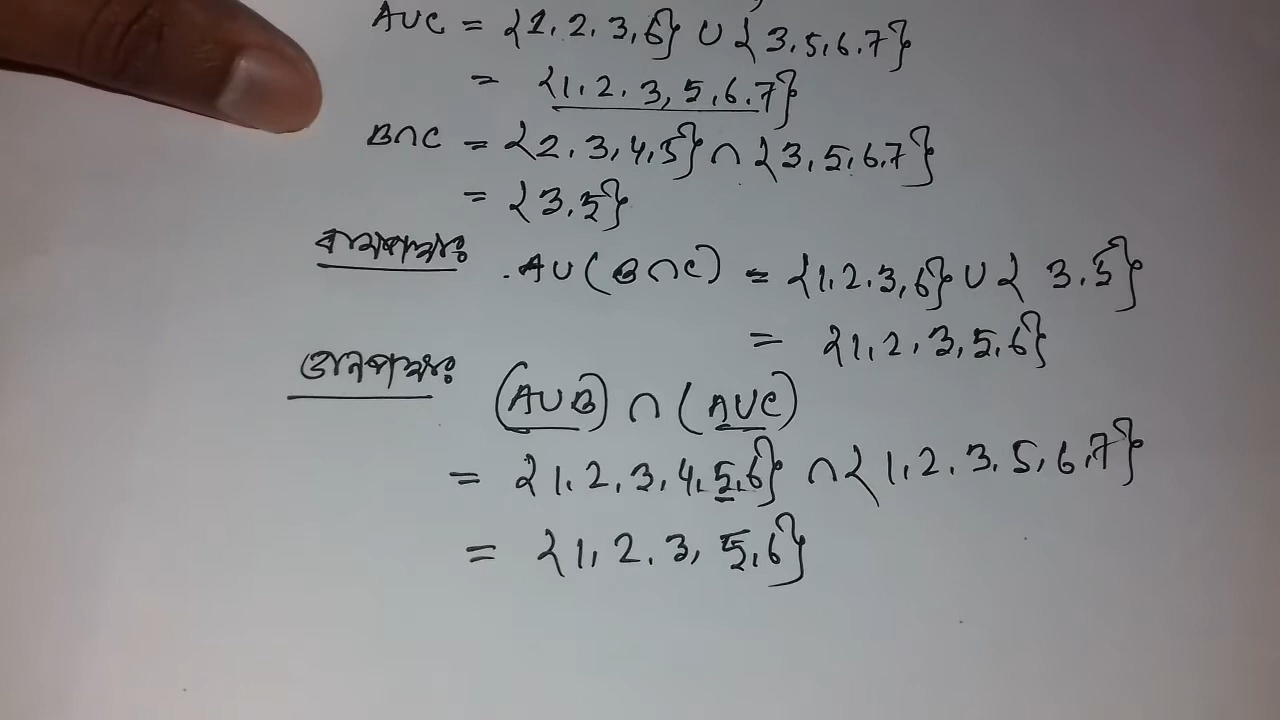 AUC = {1, 2, 3, 6} ∪ {3, 5, 6, 7}
= {1, 2, 3, 5, 6, 7}
B∩C = {2, 3, 4, 5} ∩ {3, 5, 6, 7}
= {3, 5}
বামপক্ষঃ A∪(B∩C) = {1, 2, 3, 6} ∪ {3, 5}
= {1, 2, 3, 5, 6}
ডানপক্ষঃ (A∪B) ∩ (A∪C)
= {1, 2, 3, 4, 5, 6} ∩ {1, 2, 3, 5, 6, 7}
= {1, 2, 3, 5, 6}